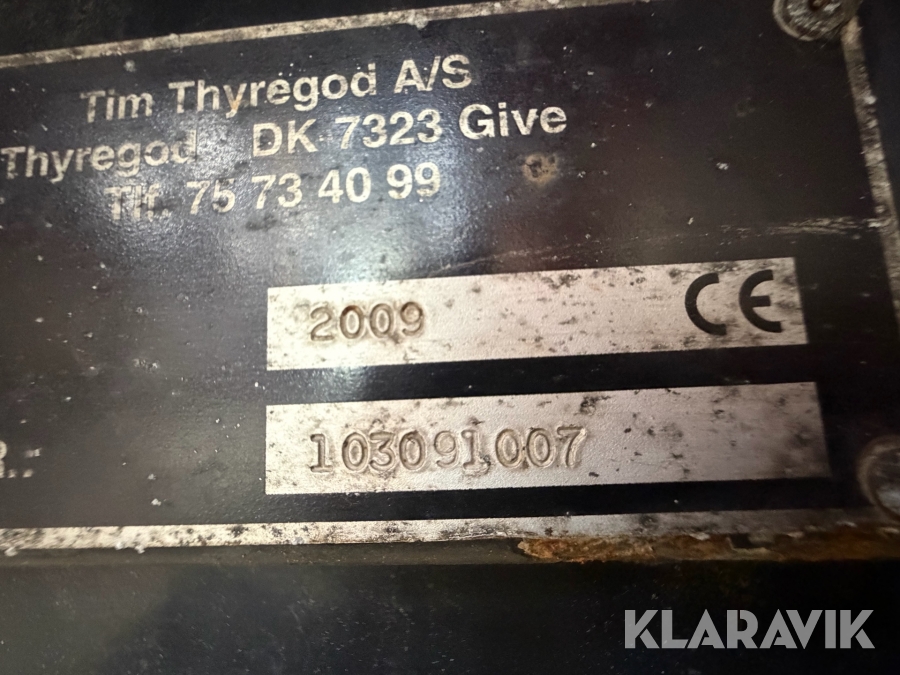 Tim Thyregod A/S
Thyregod DK 7323 Give
Tlf. 75 73 40 99
2009 CE
103091007
KLARAVIK